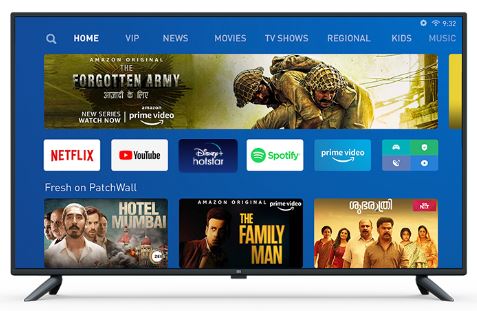 9:32
HOME VIP NEWS MOVIES TV SHOWS REGIONAL KIDS MUSIC
AMAZON ORIGINAL
THE
FORGOTTEN ARMY
आज़ादी के लिए
NEW SERIES
WATCH NOW
amazon
prime video
NETFLIX
YouTube
Disney+
hotstar
Spotify
prime video
Fresh on PatchWall
HOTEL
MUMBAI
AMAZON ORIGINAL
prime video
THE
FAMILY
MAN
ശുഭരാത്രി